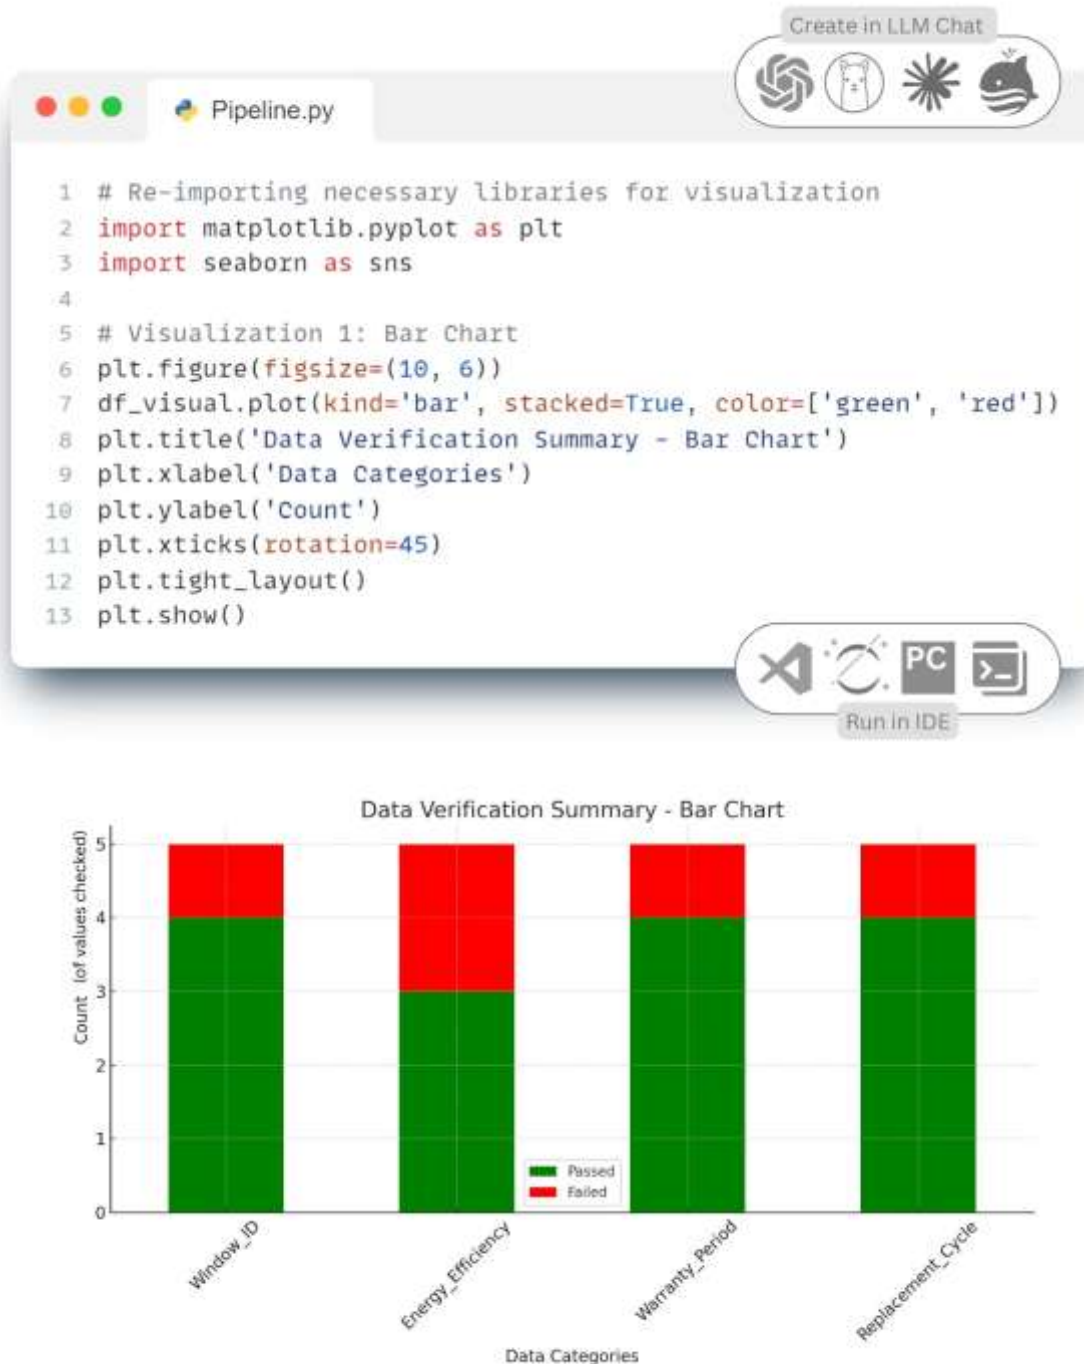 Create in LLM Chat
Pipeline.py
1 # Re-importing necessary libraries for visualization
2 import matplotlib.pyplot as plt
3 import seaborn as sns
4
5 # Visualization 1: Bar Chart
6 plt.figure(figsize=(10, 6))
7 df_visual.plot(kind='bar', stacked=True, color=['green', 'red'])
8 plt.title('Data Verification Summary - Bar Chart')
9 plt.xlabel('Data Categories')
10 plt.ylabel('Count')
11 plt.xticks(rotation=45)
12 plt.tight_layout()
13 plt.show()
PC
Run in IDE
Data Verification Summary - Bar Chart
Count (of values checked)
5
4
3
2
1
0
Passed
Failed
Window_ID
Energy_Efficiency
Warranty_Period
Replacement_Cycle
Data Categories